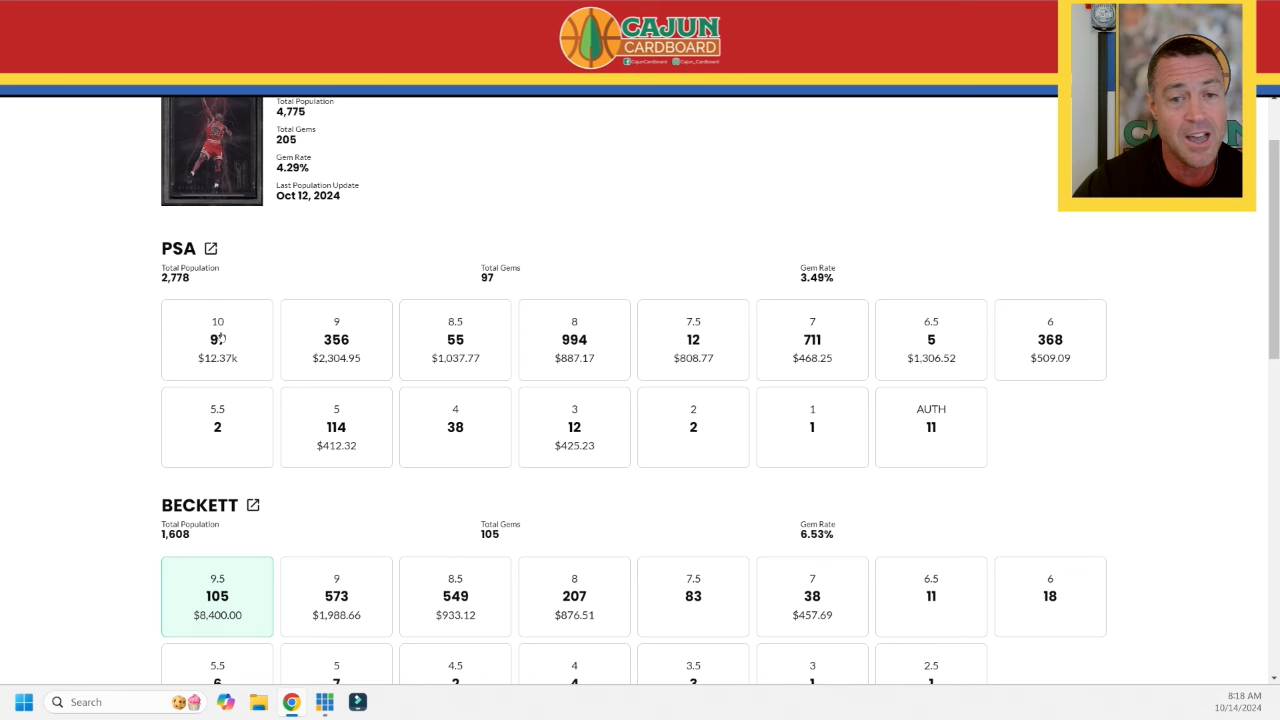 CAJUN
CARDBOARD
CajunCardboard Cajun_Cardboard
Total Population
4,775
Total Gems
205
Gem Rate
4.29%
Last Population Update
Oct 12, 2024
PSA
Total Population Total Gems Gem Rate
2,778 97 3.49%
10 9 8.5 8 7.5 7 6.5 6
356 55 994 12 711 5 368
$12.37k $2,304.95 $1,037.77 $887.17 $808.77 $468.25 $1,306.52 $509.09
5.5 5 4 3 2 1 AUTH
2 114 38 12 2 1 11
$412.32 $425.23
BECKETT
Total Population Total Gems Gem Rate
1,608 105 6.53%
9.5 9 8.5 8 7.5 7 6.5 6
105 573 549 207 83 38 11 18
$8,400.00 $1,988.66 $933.12 $876.51 $457.69
5.5 5 4.5 4 3.5 3 2.5
Search 8:18 AM
10/14/2024